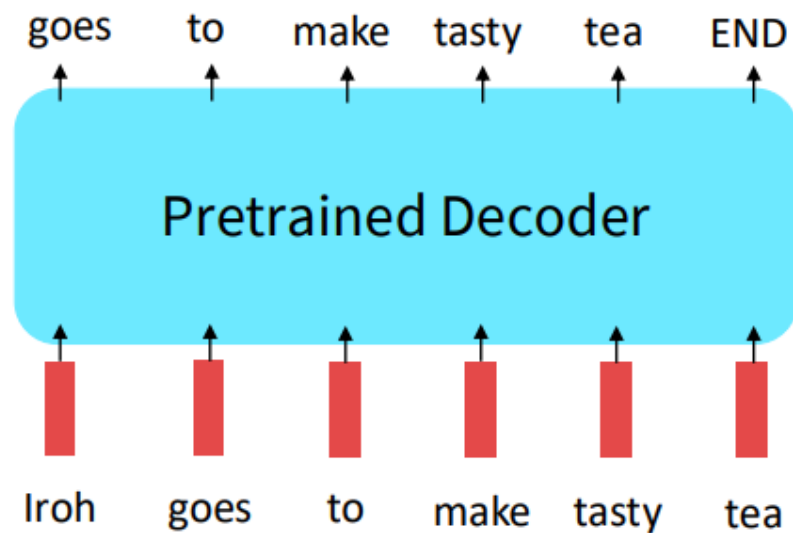 goes to make tasty tea END
Pretrained Decoder
Iroh goes to make tasty tea